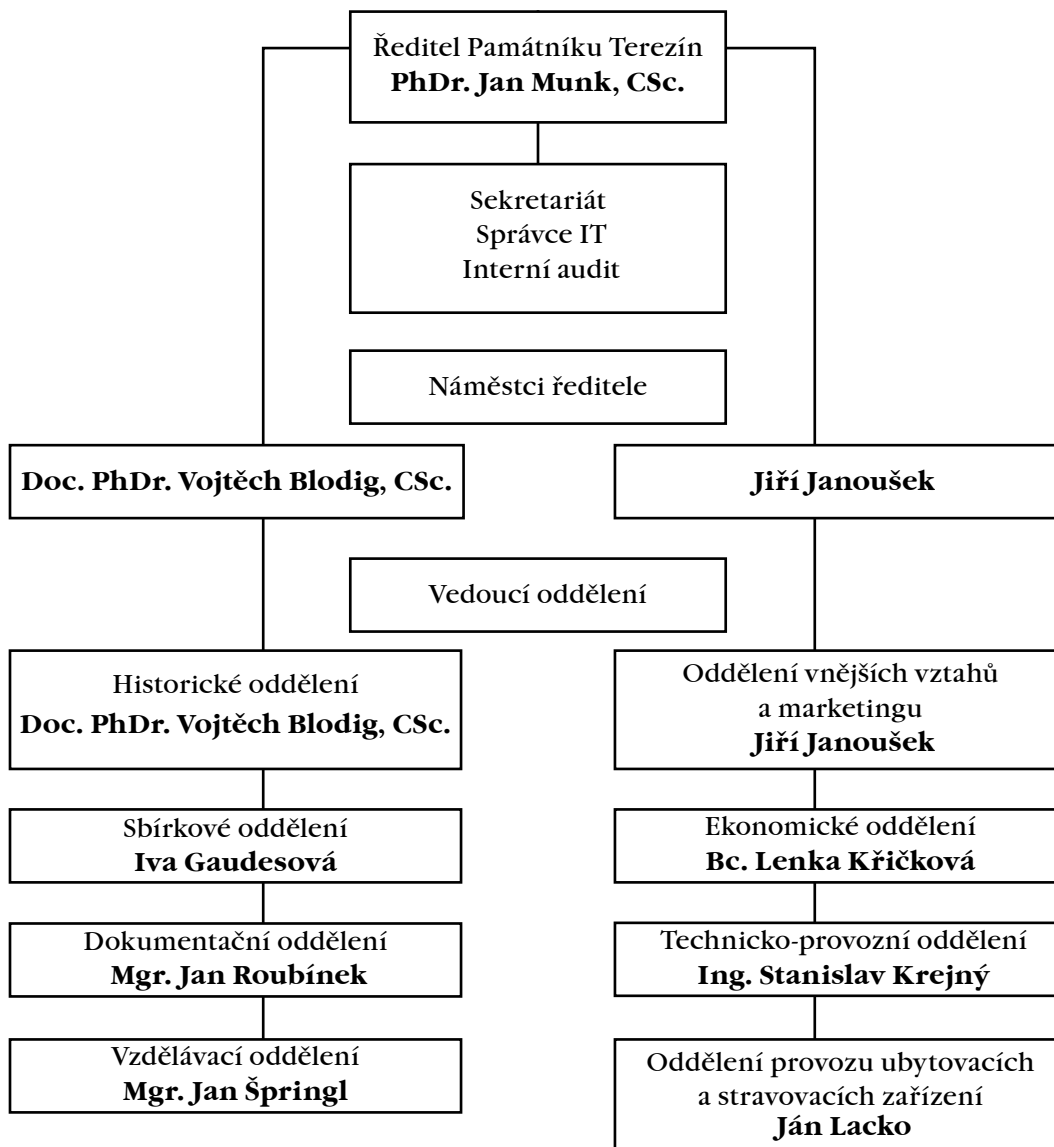 Ředitel Památníku Terezín
PhDr. Jan Munk, CSc.
Sekretariát
Správce IT
Interní audit
Náměstci ředitele
Doc. PhDr. Vojtěch Blodig, CSc.
Jiří Janoušek
Vedoucí oddělení
Historické oddělení
Doc. PhDr. Vojtěch Blodig, CSc.
Oddělení vnějších vztahů
a marketingu
Jiří Janoušek
Sbírkové oddělení
Iva Gaudesová
Ekonomické oddělení
Bc. Lenka Křičková
Dokumentační oddělení
Mgr. Jan Roubínek
Technicko-provozní oddělení
Ing. Stanislav Krejný
Vzdělávací oddělení
Mgr. Jan Špringl
Oddělení provozu ubytovacích
a stravovacích zařízení
Ján Lacko